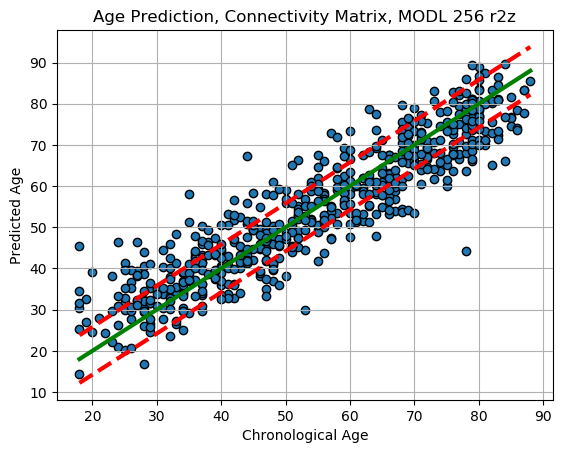 Age Prediction, Connectivity Matrix, MODL 256 r2z
90
80
70
60
50
40
30
20
10
Predicted Age
20 30 40 50 60 70 80 90
Chronological Age